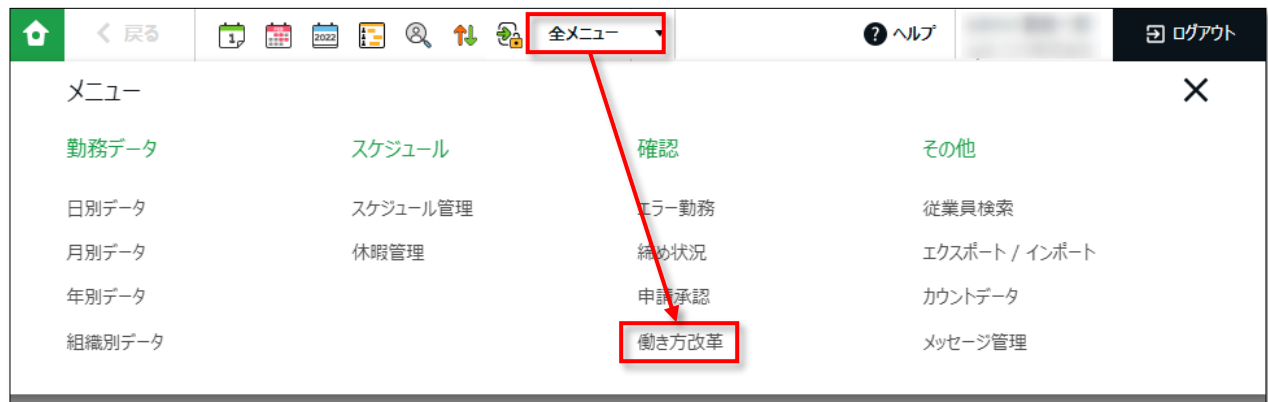 戻る 1 2022 全メニュー ? ヘルプ ログアウト
メニュー
勤務データ スケジュール 確認 その他
日別データ スケジュール管理 エラー勤務 従業員検索
月別データ 休暇管理 締め状況 エクスポート / インポート
年別データ 申請承認 カウントデータ
組織別データ 働き方改革 メッセージ管理